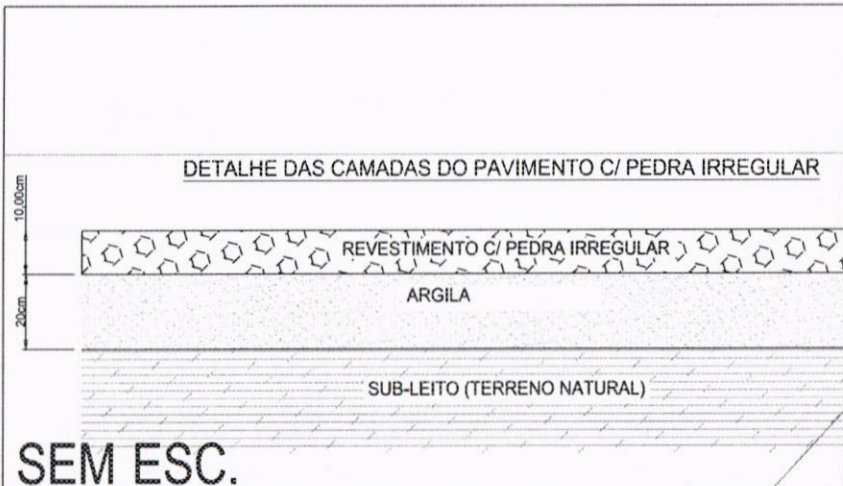 DETALHE DAS CAMADAS DO PAVIMENTO C/ PEDRA IRREGULAR
10,00cm
REVESTIMENTO C/ PEDRA IRREGULAR
ARGILA
20cm
SUB-LEITO (TERRENO NATURAL)
SEM ESC.